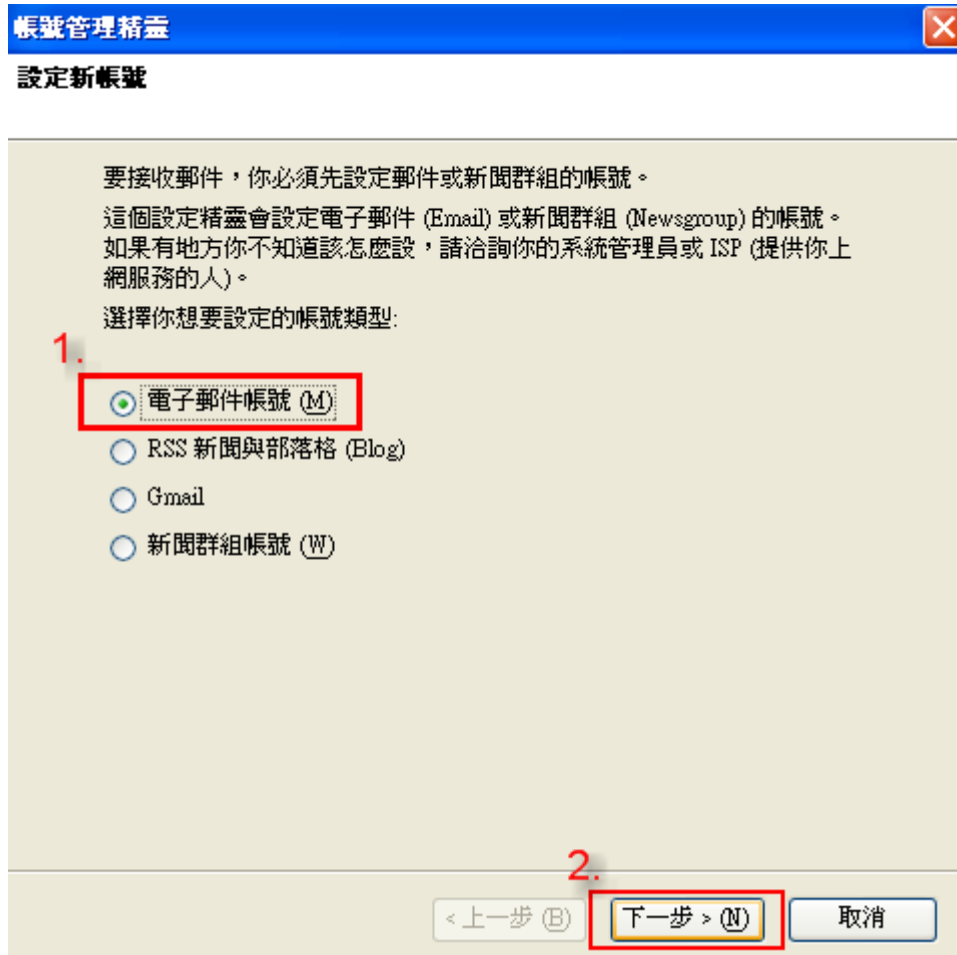 帳號管理精靈
設定新帳號
要接收郵件，你必須先設定郵件或新聞群組的帳號。
這個設定精靈會設定電子郵件 (Email) 或新聞群組 (Newsgroup) 的帳號。
如果有地方你不知道該怎麼設，請洽詢你的系統管理員或 ISP (提供你上
網服務的人)。
選擇你想要設定的帳號類型:
1.
電子郵件帳號 (M)
RSS 新聞與部落格 (Blog)
Gmail
新聞群組帳號 (W)
2.
< 上一步 (B)
下一步 > (N)
取消